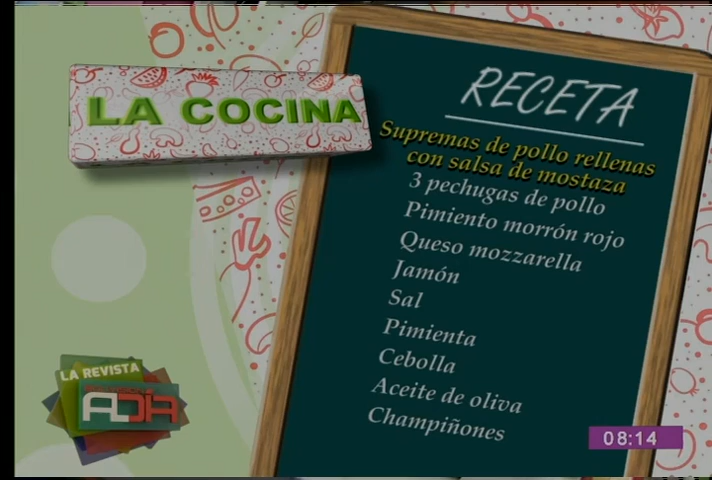 LA COCINA
RECETA
Supremas de pollo rellenas
con salsa de mostaza
3 pechugas de pollo
Pimiento morrón rojo
Queso mozzarella
Jamón
Sal
Pimienta
Cebolla
Aceite de oliva
Champiñones
LA REVISTA
ALDIA
08:14